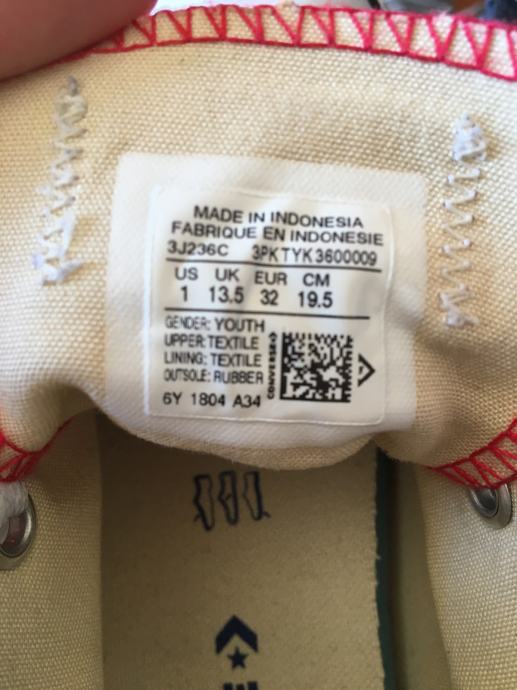 MADE IN INDONESIA
FABRIQUE EN INDONESIE
3J236C 3PKTYK3600009
US UK EUR CM
1 13.5 32 19.5
GENDER: YOUTH
UPPER: TEXTILE
LINING: TEXTILE
OUTSOLE: RUBBER
CONVERSE
6Y 1804 A34